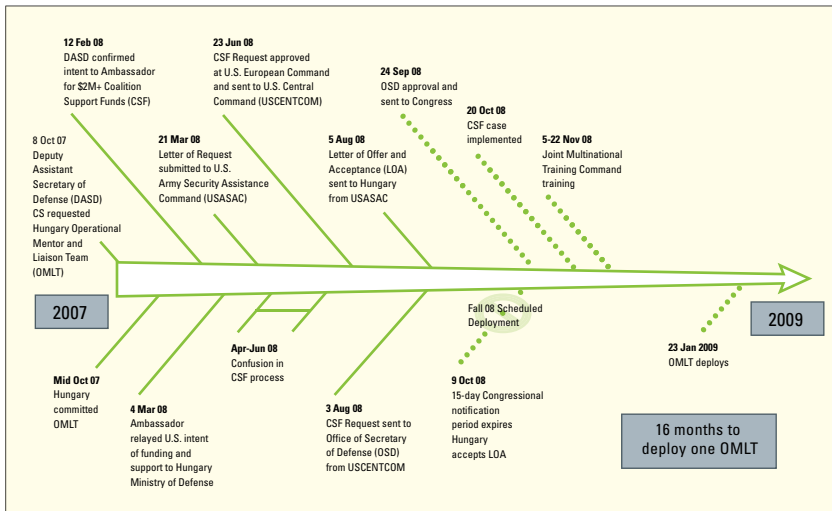 12 Feb 08
DASD confirmed
intent to Ambassador
for $2M+ Coalition
Support Funds (CSF)
23 Jun 08
CSF Request approved
at U.S. European Command
and sent to U.S. Central
Command (USCENTCOM)
24 Sep 08
OSD approval and
sent to Congress
20 Oct 08
CSF case
implemented
8 Oct 07
Deputy
Assistant
Secretary of
Defense (DASD)
CS requested
Hungary Operational
Mentor and
Liaison Team
(OMLT)
21 Mar 08
Letter of Request
submitted to U.S.
Army Security Assistance
Command (USASAC)
5 Aug 08
Letter of Offer and
Acceptance (LOA)
sent to Hungary
from USASAC
5-22 Nov 08
Joint Multinational
Training Command
training
2007
Fall 08 Scheduled
Deployment
2009
Mid Oct 07
Hungary
committed
OMLT
4 Mar 08
Ambassador
relayed U.S. intent
of funding and
support to Hungary
Ministry of Defense
Apr-Jun 08
Confusion in
CSF process
3 Aug 08
CSF Request sent to
Office of Secretary
of Defense (OSD)
from USCENTCOM
9 Oct 08
15-day Congressional
notification
period expires
Hungary
accepts LOA
23 Jan 2009
OMLT deploys
16 months to
deploy one OMLT